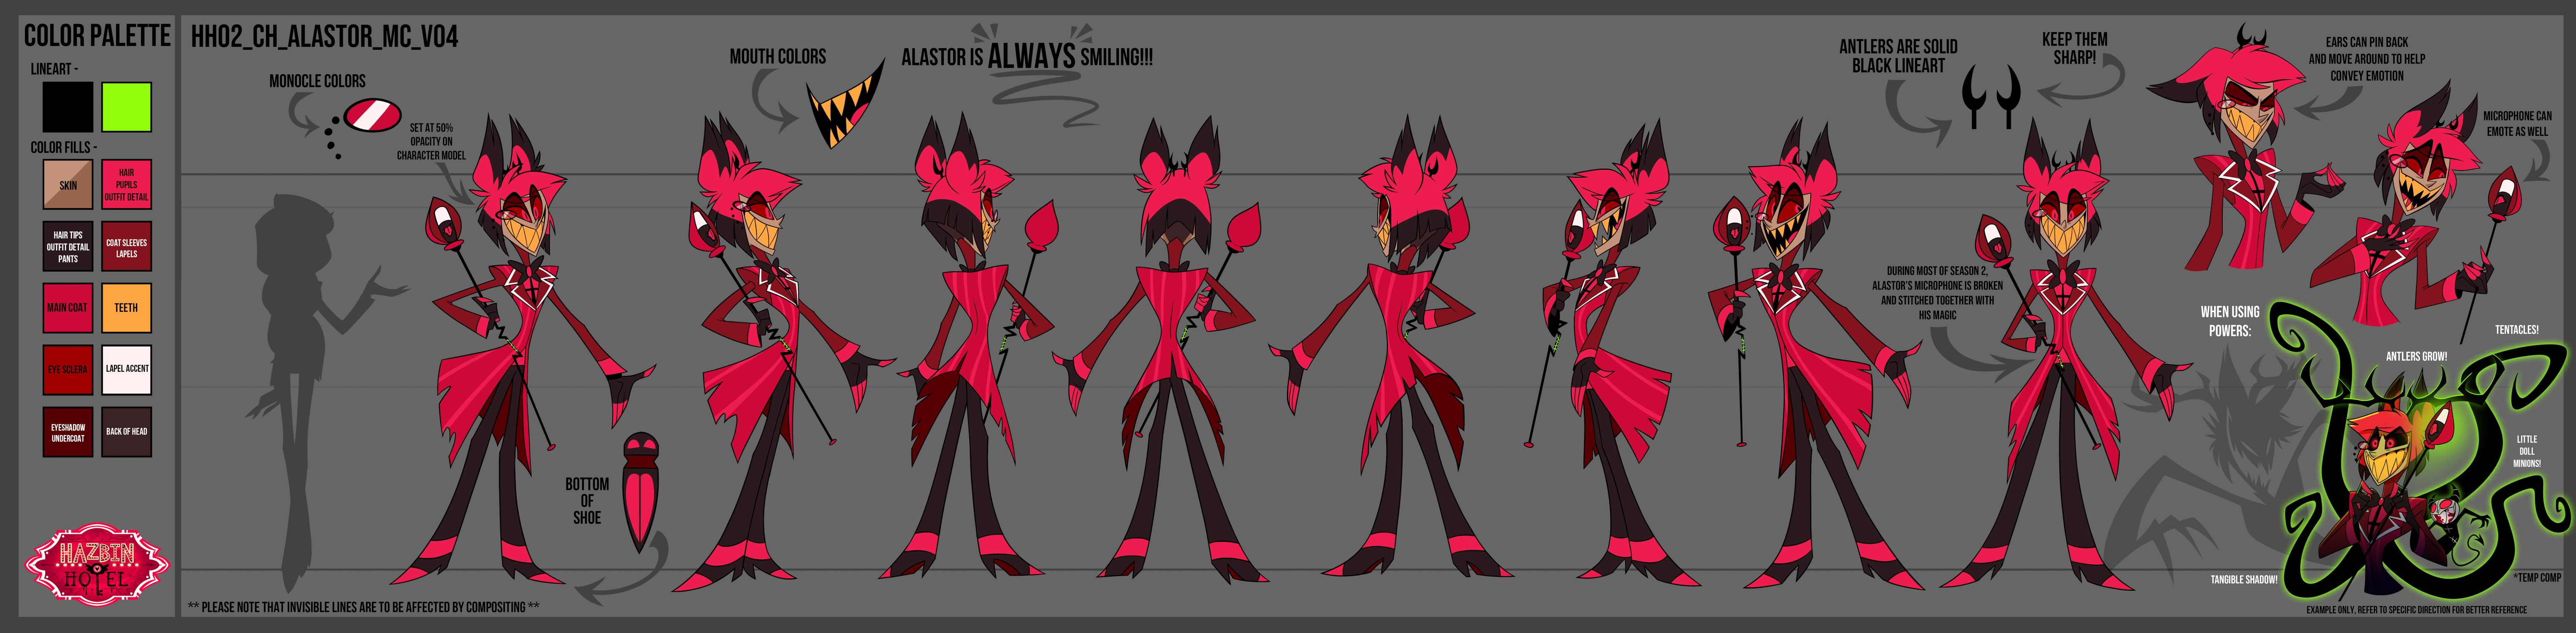 COLOR PALETTE
LINEART -
COLOR FILLS -
SKIN
HAIR
PUPILS
OUTFIT DETAIL
HAIR TIPS
OUTFIT DETAIL
PANTS
COAT SLEEVES
LAPELS
MAIN COAT
TEETH
EYE SCLERA
LAPEL ACCENT
EYESHADOW
UNDERCOAT
BACK OF HEAD
HAZBIN
HOTEL
HH02_CH_ALASTOR_MC_V04
MONOCLE COLORS
SET AT 50%
OPACITY ON
CHARACTER MODEL
MOUTH COLORS
ALASTOR IS ALWAYS SMILING!!!
ANTLERS ARE SOLID
BLACK LINEART
KEEP THEM
SHARP!
EARS CAN PIN BACK
AND MOVE AROUND TO HELP
CONVEY EMOTION
MICROPHONE CAN
EMOTE AS WELL
DURING MOST OF SEASON 2,
ALASTOR'S MICROPHONE IS BROKEN
AND STITCHED TOGETHER WITH
HIS MAGIC
WHEN USING
POWERS:
TENTACLES!
ANTLERS GROW!
LITTLE
DOLL
MINIONS!
TANGIBLE SHADOW!
*TEMP COMP
EXAMPLE ONLY, REFER TO SPECIFIC DIRECTION FOR BETTER REFERENCE
BOTTOM
OF
SHOE
** PLEASE NOTE THAT INVISIBLE LINES ARE TO BE AFFECTED BY COMPOSITING **